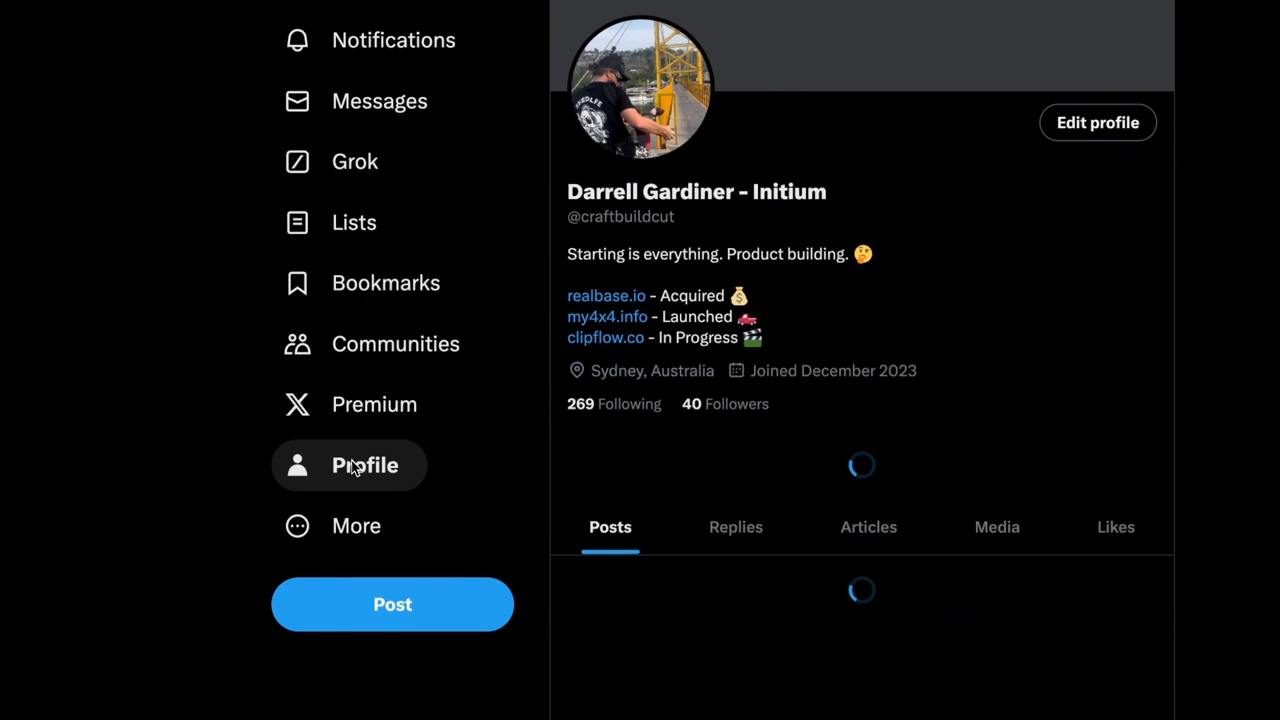 Notifications
Messages
Grok
Lists
Bookmarks
Communities
Premium
Profile
More
Post
Edit profile
Darrell Gardiner - Initium
@craftbuildcut
Starting is everything. Product building. 🤔
realbase.io - Acquired 💰
my4x4.info - Launched 🛻
clipflow.co - In Progress 🎬
Sydney, Australia Joined December 2023
269 Following 40 Followers
Posts Replies Articles Media Likes